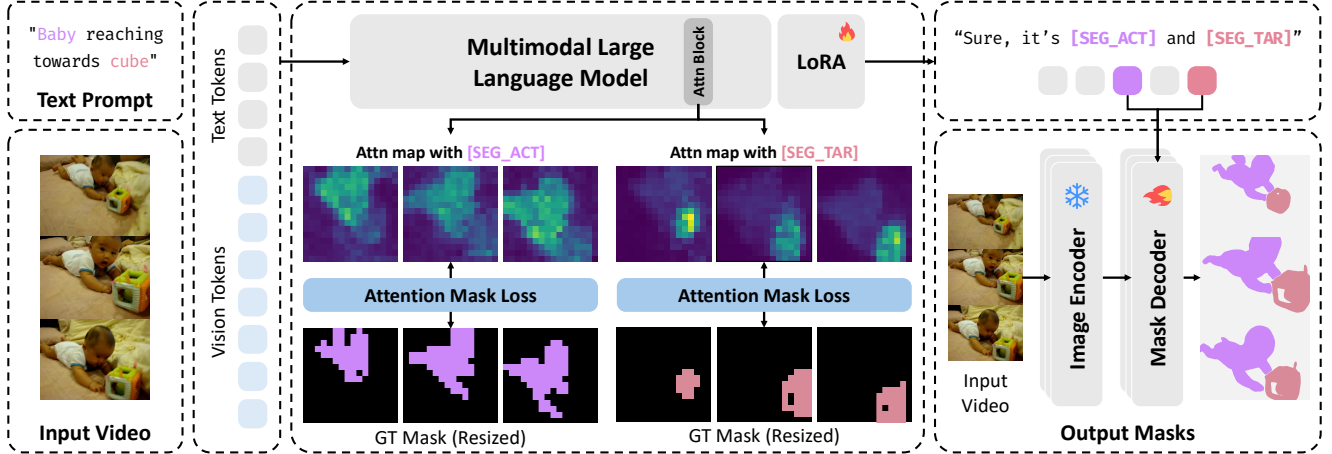 "Baby reaching
towards cube"
Text Prompt
Input Video
Text Tokens
Vision Tokens
Multimodal Large
Language Model
Attn Block
LoRA
Attn map with [SEG_ACT]
Attn map with [SEG_TAR]
Attention Mask Loss
Attention Mask Loss
GT Mask (Resized)
GT Mask (Resized)
“Sure, it’s [SEG_ACT] and [SEG_TAR]”
Input
Video
Image Encoder
Mask Decoder
Output Masks